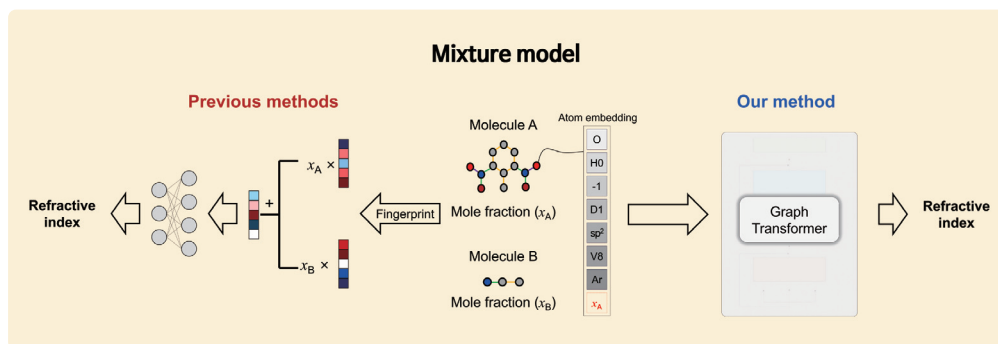 Mixture model
Previous methods
Our method
Refractive
index
+
xA ×
xB ×
Fingerprint
Molecule A
Mole fraction (xA)
Molecule B
Mole fraction (xB)
Atom embedding
O
H0
-1
D1
sp²
V8
Ar
xA
Graph
Transformer
Refractive
index